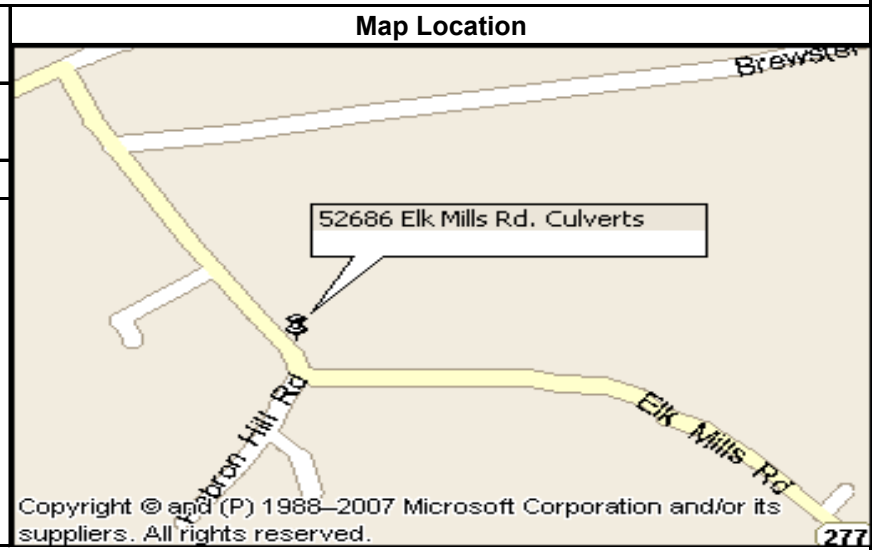 Map Location
Brewster
52686 Elk Mills Rd. Culverts
Hebron Hill Rd
Elk Mills Rd
Copyright © and (P) 1988–2007 Microsoft Corporation and/or its
suppliers. All rights reserved.
277